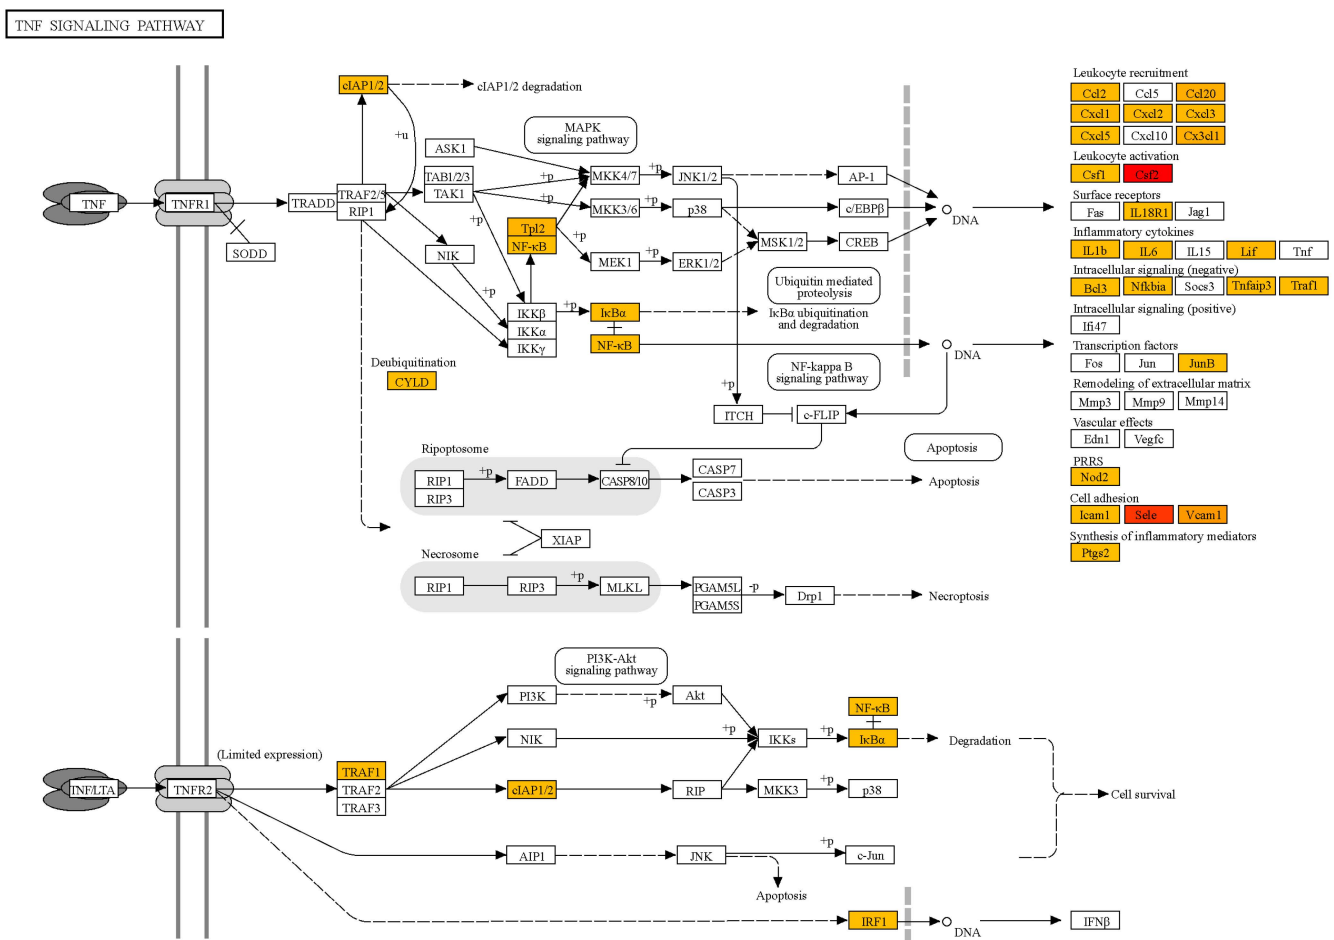 TNF SIGNALING PATHWAY
cIAP1/2
cIAP1/2 degradation
+u
MAPK
signaling pathway
ASK1
TAB1/2/3
TAK1
TNF
TNFR1
SODD
TRADD
TRAF2/5
RIP1
NIK
+p
+p
+p
+p
Tpl2
NF-κB
+p
MKK4/7
+p
JNK1/2
AP-1
MKK3/6
+p
p38
c/EBPβ
MSK1/2
CREB
MEK1
+p
ERK1/2
DNA
IKKβ
IKKα
IKKγ
+p
IκBα
NF-κB
Ubiquitin mediated
proteolysis
IκBα ubiquitination
and degradation
DNA
Deubiquitination
CYLD
NF-kappa B
signaling pathway
+p
ITCH
c-FLIP
Ripoptosome
RIP1
RIP3
+p
FADD
CASP8/10
CASP7
CASP3
Apoptosis
Apoptosis
XIAP
Necrosome
RIP1
RIP3
+p
MLKL
PGAM5L
PGAM5S
-p
Drp1
Necroptosis
Leukocyte recruitment
Ccl2 Ccl5 Ccl20
Cxcl1 Cxcl2 Cxcl3
Cxcl5 Cxcl10 Cx3cl1
Leukocyte activation
Csf1 Csf2
Surface receptors
Fas IL18R1 Jag1
Inflammatory cytokines
IL1b IL6 IL15 Lif Tnf
Intracellular signaling (negative)
Bcl3 Nfkbia Socs3 Tnfaip3 Traf1
Intracellular signaling (positive)
Ifi47
Transcription factors
Fos Jun JunB
Remodeling of extracellular matrix
Mmp3 Mmp9 Mmp14
Vascular effects
Edn1 Vegfc
PRRS
Nod2
Cell adhesion
Icam1 Sele Vcam1
Synthesis of inflammatory mediators
Ptgs2
PI3K-Akt
signaling pathway
PI3K
+p
Akt
NIK
+p
IKKs
+p
NF-κB
IκBα
Degradation
(Limited expression)
TNF/LTA
TNFR2
TRAF1
TRAF2
TRAF3
cIAP1/2
RIP
MKK3
+p
p38
Cell survival
AIP1
JNK
+p
c-Jun
Apoptosis
IRF1
DNA
IFNβ